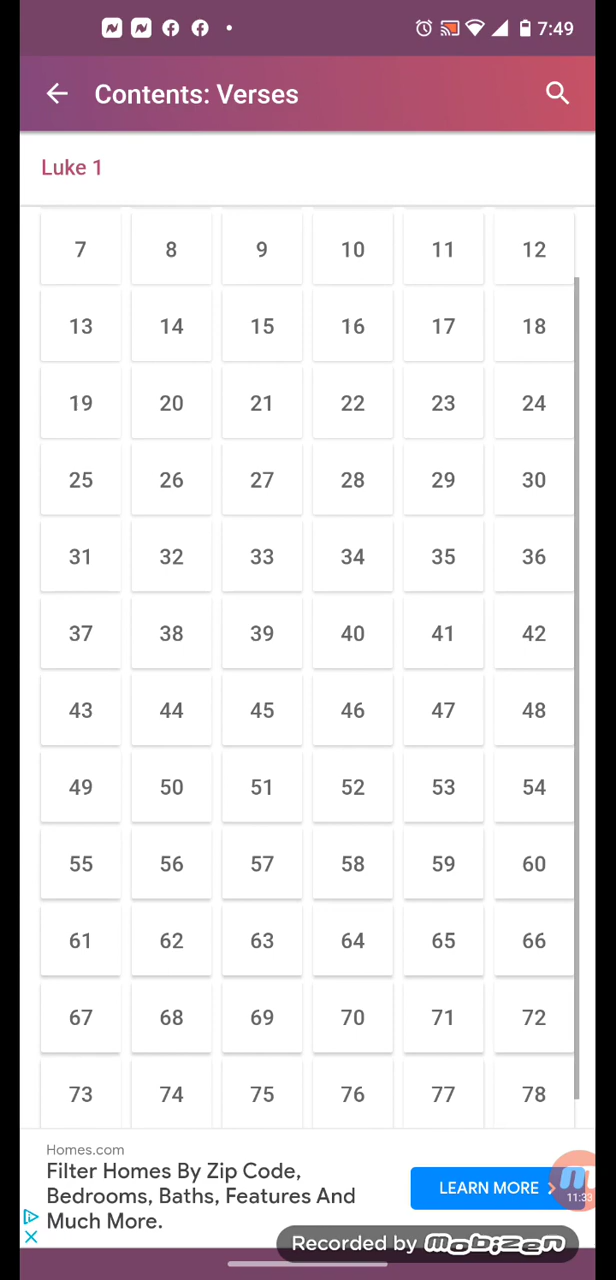 7:49
Contents: Verses
Luke 1
7 8 9 10 11 12
13 14 15 16 17 18
19 20 21 22 23 24
25 26 27 28 29 30
31 32 33 34 35 36
37 38 39 40 41 42
43 44 45 46 47 48
49 50 51 52 53 54
55 56 57 58 59 60
61 62 63 64 65 66
67 68 69 70 71 72
73 74 75 76 77 78
Homes.com
Filter Homes By Zip Code,
Bedrooms, Baths, Features And
Much More.
LEARN MORE
11:33
Recorded by mobizen